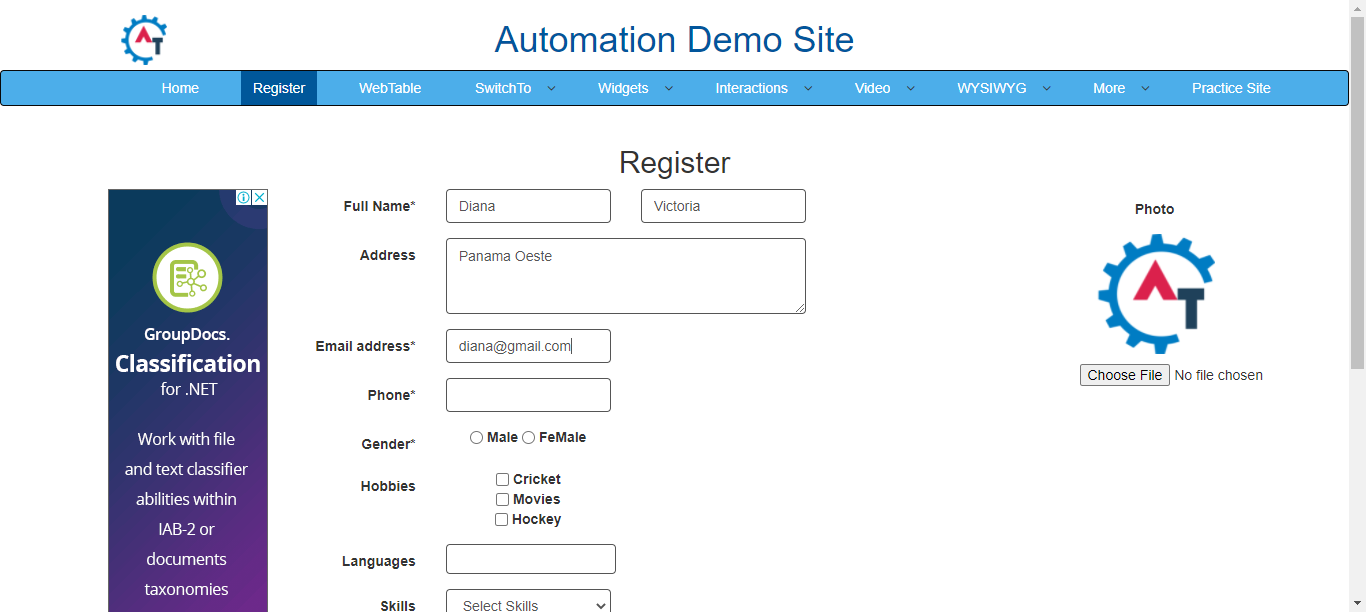 AT
Automation Demo Site
Home Register WebTable SwitchTo Widgets Interactions Video WYSIWYG More Practice Site
Register
Full Name* Diana Victoria
Photo
Address Panama Oeste
AT
Email address* diana@gmail.com
Choose File No file chosen
Phone*
Gender* Male FeMale
Hobbies Cricket
Movies
Hockey
Languages
Skills Select Skills
GroupDocs.
Classification
for .NET
Work with file
and text classifier
abilities within
IAB-2 or
documents
taxonomies